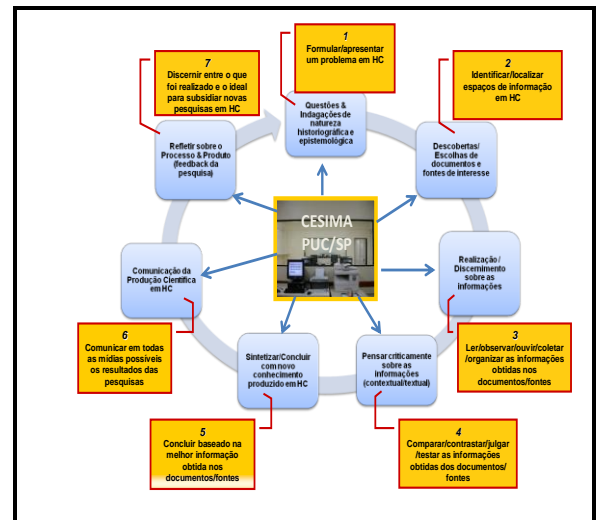 1
Formular/apresentar
um problema em HC
Questões &
Indagações de
natureza
historiográfica e
epistemológica
2
Identificar/localizar
espaços de informação
em HC
Descobertas/
Escolhas de
documentos e
fontes de interesse
Realização /
Discernimento
sobre as
informações
3
Ler/observar/ouvir/coletar
/organizar as informações
obtidas nos
documentos/fontes
Pensar criticamente
sobre as
informações
(contextual/textual)
4
Comparar/contrastar/julgar
/testar as informações
obtidas dos documentos/
fontes
Sintetizar/Concluir
com novo
conhecimento
produzido em HC
5
Concluir baseado na
melhor informação
obtida nos
documentos/fontes
Comunicação da
Produção Científica
em HC
6
Comunicar em todas
as mídias possíveis
os resultados das
pesquisas
Refletir sobre o
Processo & Produto
(feedback da
pesquisa)
7
Discernir entre o que
foi realizado e o ideal
para subsidiar novas
pesquisas em HC
CESIMA
PUC/SP